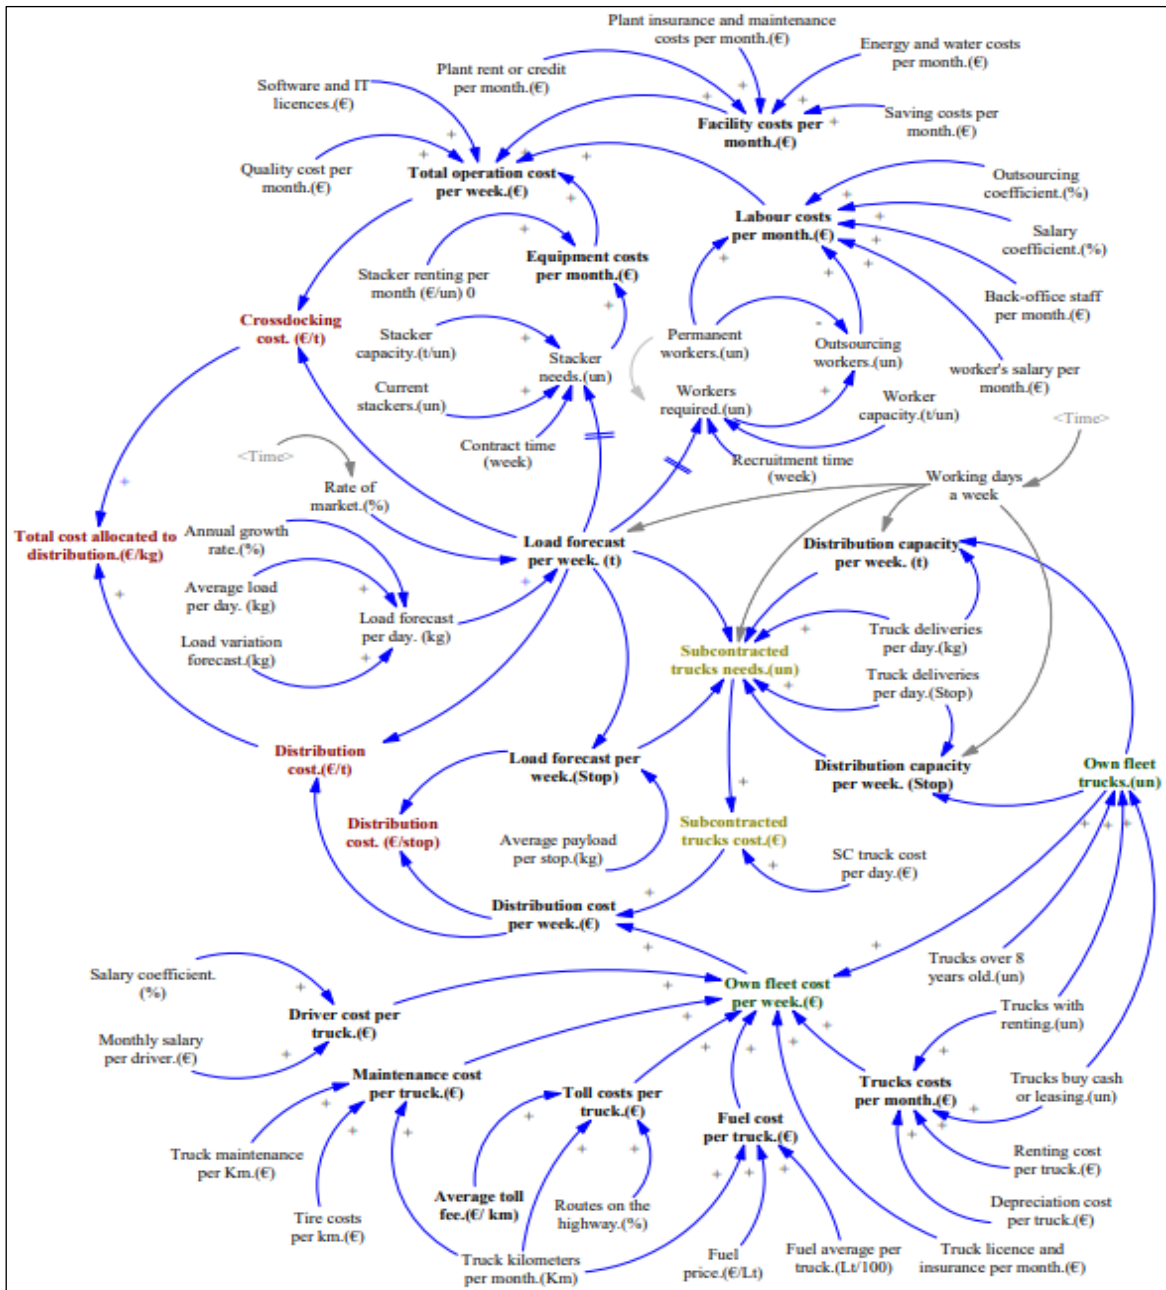 Plant insurance and maintenance
costs per month.(€)
Energy and water costs
per month.(€)
Plant rent or credit
per month.(€)
Software and IT
licences.(€)
Saving costs per
month.(€)
Facility costs per
month.(€)
Quality cost per
month.(€)
Total operation cost
per week.(€)
Outsourcing
coefficient.(%)
Labour costs
per month.(€)
Salary
coefficient.(%)
Equipment costs
per month.(€)
Stacker renting per
month (€/un) 0
Back-office staff
per month.(€)
Crossdocking
cost. (€/t)
Stacker
capacity.(t/un)
Permanent
workers.(un)
Outsourcing
workers.(un)
Stacker
needs.(un)
worker's salary per
month.(€)
Current
stackers.(un)
Workers
required.(un)
Worker
capacity.(t/un)
<Time>
Contract time
(week)
<Time>
Recruitment time
(week)
Rate of
market.(%)
Working days
a week
Total cost allocated to
distribution.(€/kg)
Annual growth
rate.(%)
Load forecast
per week. (t)
Distribution capacity
per week. (t)
Average load
per day. (kg)
Load forecast
per day. (kg)
Load variation
forecast.(kg)
Truck deliveries
per day.(kg)
Subcontracted
trucks needs.(un)
Truck deliveries
per day.(Stop)
Distribution
cost.(€/t)
Load forecast per
week.(Stop)
Distribution capacity
per week. (Stop)
Own fleet
trucks.(un)
Distribution
cost. (€/stop)
Subcontracted
trucks cost.(€)
Average payload
per stop.(kg)
SC truck cost
per day.(€)
Distribution cost
per week.(€)
Trucks over 8
years old.(un)
Salary coefficient.
(%)
Own fleet cost
per week.(€)
Driver cost per
truck.(€)
Trucks with
renting.(un)
Monthly salary
per driver.(€)
Maintenance cost
per truck.(€)
Toll costs per
truck.(€)
Trucks costs
per month.(€)
Trucks buy cash
or leasing.(un)
Fuel cost
per truck.(€)
Truck maintenance
per Km.(€)
Renting cost
per truck.(€)
Average toll
fee.(€/ km)
Routes on the
highway.(%)
Depreciation cost
per truck.(€)
Tire costs
per km.(€)
Truck kilometers
per month.(Km)
Fuel
price.(€/Lt)
Fuel average per
truck.(Lt/100)
Truck licence and
insurance per month.(€)